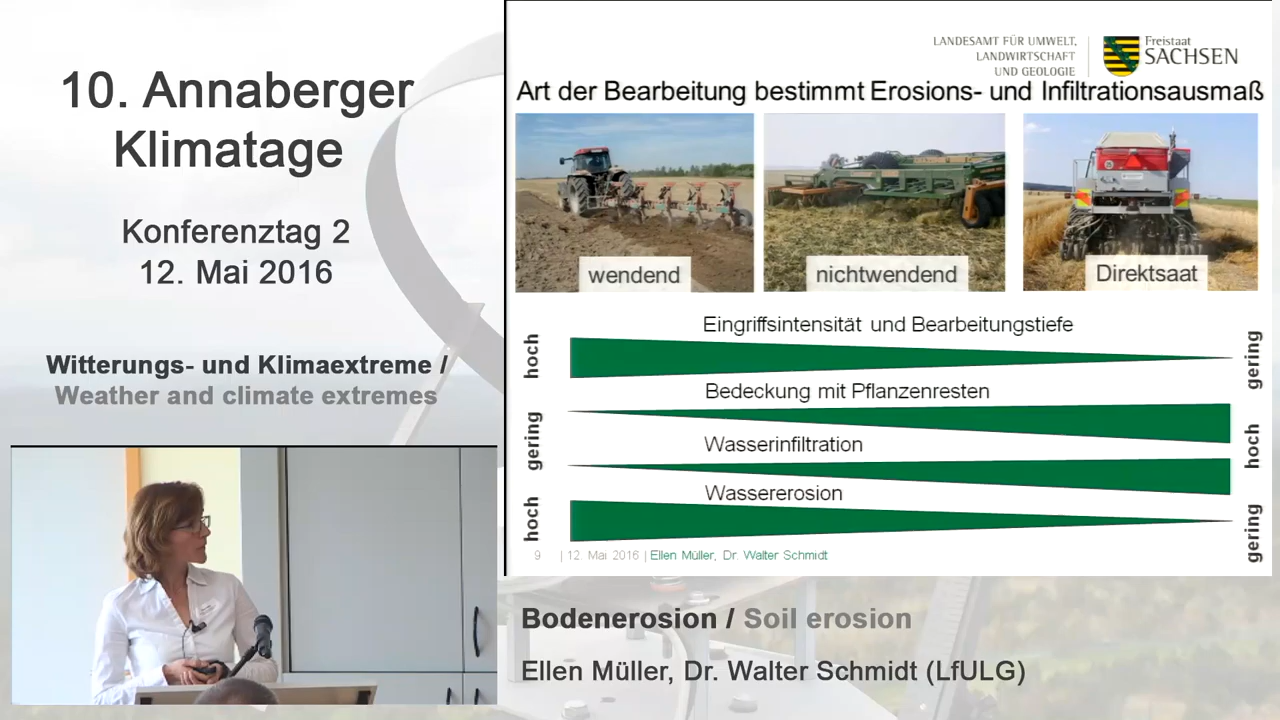 10. Annaberger
Klimatage
Konferenztag 2
12. Mai 2016
Witterungs- und Klimaextreme /
Weather and climate extremes
LANDESAMT FÜR UMWELT,
LANDWIRTSCHAFT
UND GEOLOGIE
Freistaat
SACHSEN
Art der Bearbeitung bestimmt Erosions- und Infiltrationsausmaß
wendend
nichtwendend
Direktsaat
Eingriffsintensität und Bearbeitungstiefe
hoch
gering
Bedeckung mit Pflanzenresten
gering
hoch
Wasserinfiltration
Wassererosion
hoch
gering
9 | 12. Mai 2016 | Ellen Müller, Dr. Walter Schmidt
Bodenerosion / Soil erosion
Ellen Müller, Dr. Walter Schmidt (LfULG)